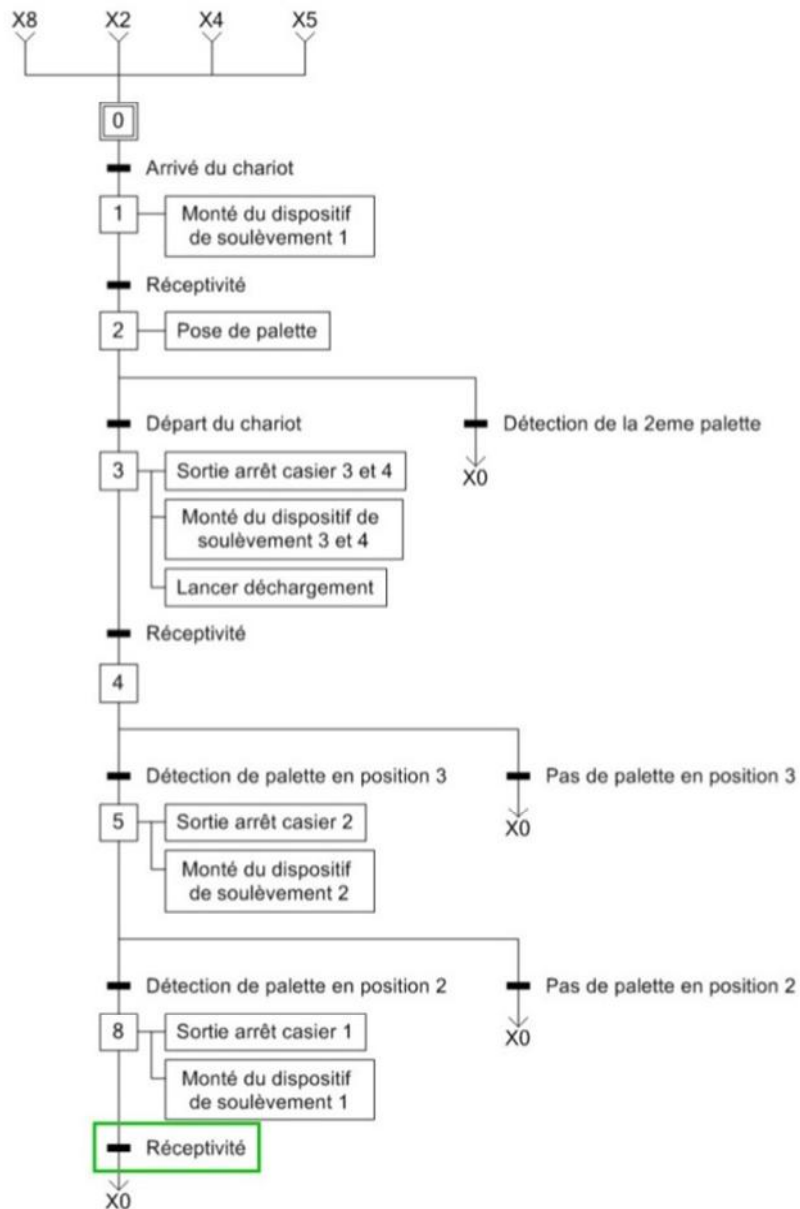 X8 X2 X4 X5
0
Arrivé du chariot
1
Monté du dispositif
de soulèvement 1
Réceptivité
2
Pose de palette
Départ du chariot
Détection de la 2eme palette
3
Sortie arrêt casier 3 et 4
X0
Monté du dispositif de
soulèvement 3 et 4
Lancer déchargement
Réceptivité
4
Détection de palette en position 3
Pas de palette en position 3
5
Sortie arrêt casier 2
X0
Monté du dispositif
de soulèvement 2
Détection de palette en position 2
Pas de palette en position 2
8
Sortie arrêt casier 1
X0
Monté du dispositif
de soulèvement 1
Réceptivité
X0